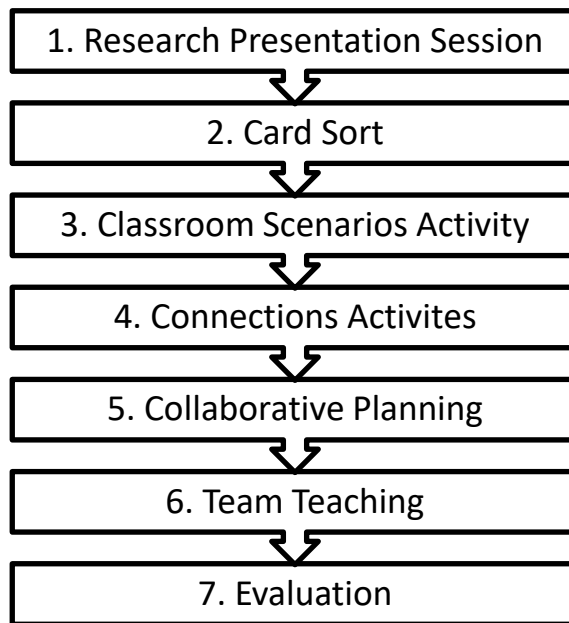 1. Research Presentation Session
2. Card Sort
3. Classroom Scenarios Activity
4. Connections Activites
5. Collaborative Planning
6. Team Teaching
7. Evaluation